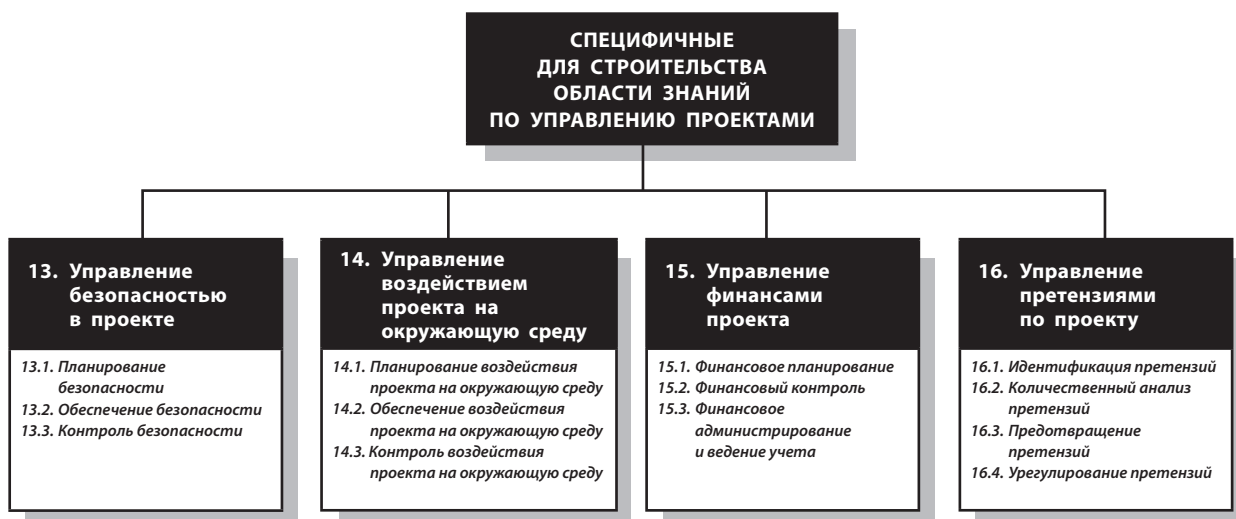 СПЕЦИФИЧНЫЕ
ДЛЯ СТРОИТЕЛЬСТВА
ОБЛАСТИ ЗНАНИЙ
ПО УПРАВЛЕНИЮ ПРОЕКТАМИ
13. Управление
безопасностью
в проекте
13.1. Планирование
безопасности
13.2. Обеспечение безопасности
13.3. Контроль безопасности
14. Управление
воздействием
проекта на
окружающую среду
14.1. Планирование воздействия
проекта на окружающую среду
14.2. Обеспечение воздействия
проекта на окружающую среду
14.3. Контроль воздействия
проекта на окружающую среду
15. Управление
финансами
проекта
15.1. Финансовое планирование
15.2. Финансовый контроль
15.3. Финансовое
администрирование
и ведение учета
16. Управление
претензиями
по проекту
16.1. Идентификация претензий
16.2. Количественный анализ
претензий
16.3. Предотвращение
претензий
16.4. Урегулирование претензий